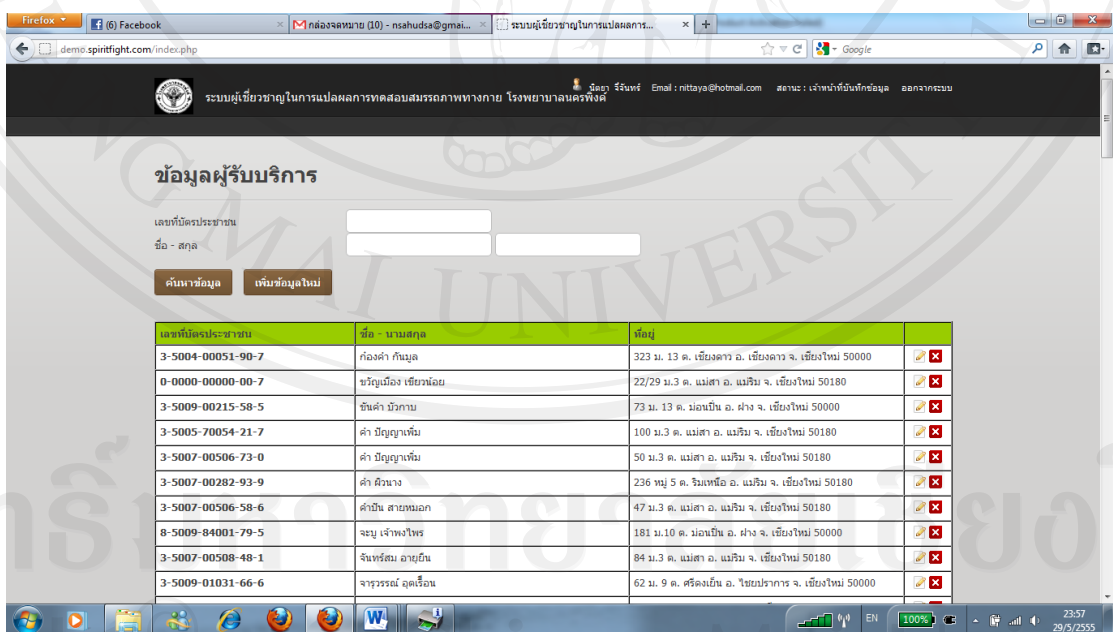 Firefox
(6) Facebook
กล่องจดหมาย (10) - nsahudsa@gmai...
ระบบผู้เชี่ยวชาญในการแปลผลการ...
demo.spiritfight.com/index.php
Google
ระบบผู้เชี่ยวชาญในการแปลผลการทดสอบสมรรถภาพทางกาย โรงพยาบาลนครพิงค์
Email : nittaya@hotmail.com สถานะ : เจ้าหน้าที่บันทึกข้อมูล ออกจากระบบ
ข้อมูลผู้รับบริการ
เลขที่บัตรประชาชน
ชื่อ - สกุล
ค้นหาข้อมูล เพิ่มข้อมูลใหม่
เลขที่บัตรประชาชน ชื่อ - นามสกุล ที่อยู่
3-5004-00051-90-7 ก๋องคำ กันมูล 323 ม. 13 ต. เชียงดาว อ. เชียงดาว จ. เชียงใหม่ 50000
0-0000-00000-00-7 ขวัญเมือง เขียวน้อย 22/29 ม.3 ต. แม่สา อ. แม่ริม จ. เชียงใหม่ 50180
3-5009-00215-58-5 ขันคำ บัวกาบ 73 ม. 13 ต. ม่อนปิ่น อ. ฝาง จ. เชียงใหม่ 50000
3-5005-70054-21-7 คำ ปัญญาเพิ่ม 100 ม.3 ต. แม่สา อ. แม่ริม จ. เชียงใหม่ 50180
3-5007-00506-73-0 คำ ปัญญาเพิ่ม 50 ม.3 ต. แม่สา อ. แม่ริม จ. เชียงใหม่ 50180
3-5007-00282-93-9 คำ ผิวนาง 236 หมู่ 5 ต. ริมเหนือ อ. แม่ริม จ. เชียงใหม่ 50180
3-5007-00506-58-6 คำปัน สายหมอก 47 ม.3 ต. แม่สา อ. แม่ริม จ. เชียงใหม่ 50180
8-5009-84001-79-5 จะบู เจ้าพงไพร 181 ม.10 ต. ม่อนปิ่น อ. ฝาง จ. เชียงใหม่ 50000
3-5007-00508-48-1 จันทร์สม อายุยืน 84 ม.3 ต. แม่สา อ. แม่ริม จ. เชียงใหม่ 50180
3-5009-01031-66-6 จารุวรรณ์ อุดเรือน 62 ม. 9 ต. ศรีดงเย็น อ. ไชยปราการ จ. เชียงใหม่ 50000
EN 100% 23:57
29/5/2555